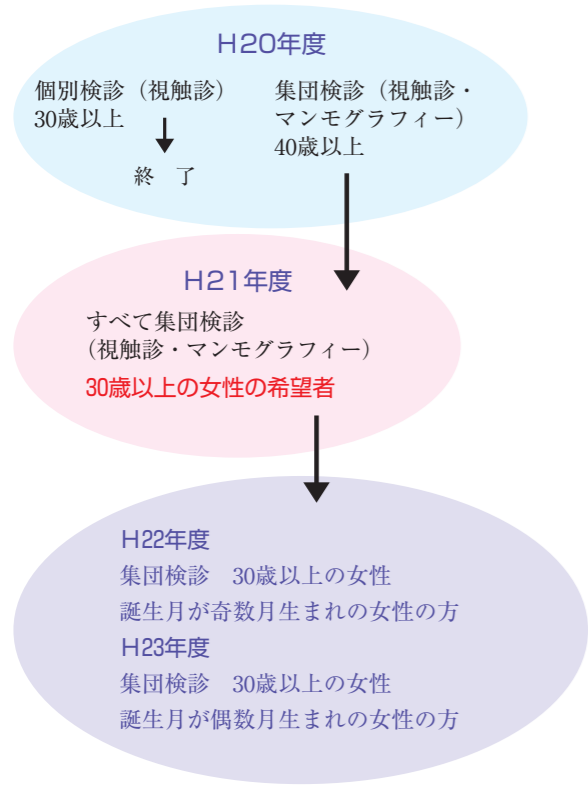 H20年度
個別検診（視触診）
30歳以上
終　了
集団検診（視触診・
マンモグラフィー）
40歳以上
H21年度
すべて集団検診
（視触診・マンモグラフィー）
30歳以上の女性の希望者
H22年度
集団検診　30歳以上の女性
誕生月が奇数月生まれの女性の方
H23年度
集団検診　30歳以上の女性
誕生月が偶数月生まれの女性の方